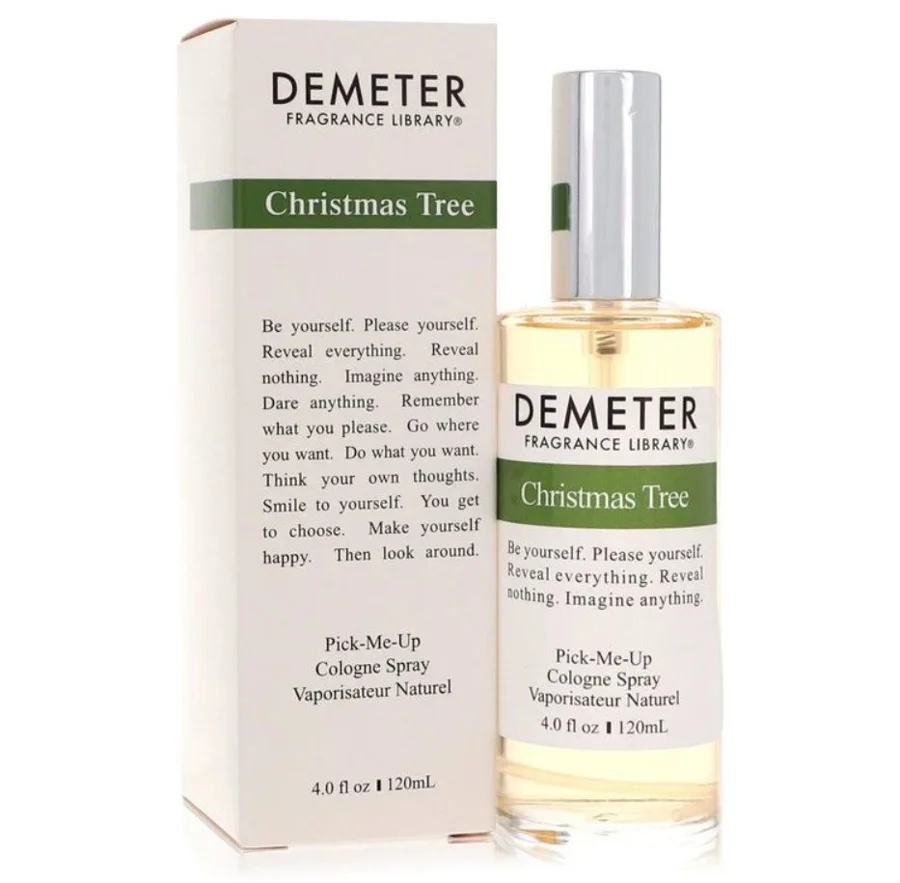 DEMETER
FRAGRANCE LIBRARY®
Christmas Tree
Be yourself. Please yourself.
Reveal everything. Reveal
nothing. Imagine anything.
Dare anything. Remember
what you please. Go where
you want. Do what you want.
Think your own thoughts.
Smile to yourself. You get
to choose. Make yourself
happy. Then look around.
Pick-Me-Up
Cologne Spray
Vaporisateur Naturel
4.0 fl oz ▮ 120mL
DEMETER
FRAGRANCE LIBRARY®
Christmas Tree
Be yourself. Please yourself.
Reveal everything. Reveal
nothing. Imagine anything.
Pick-Me-Up
Cologne Spray
Vaporisateur Naturel
4.0 fl oz ▮ 120mL